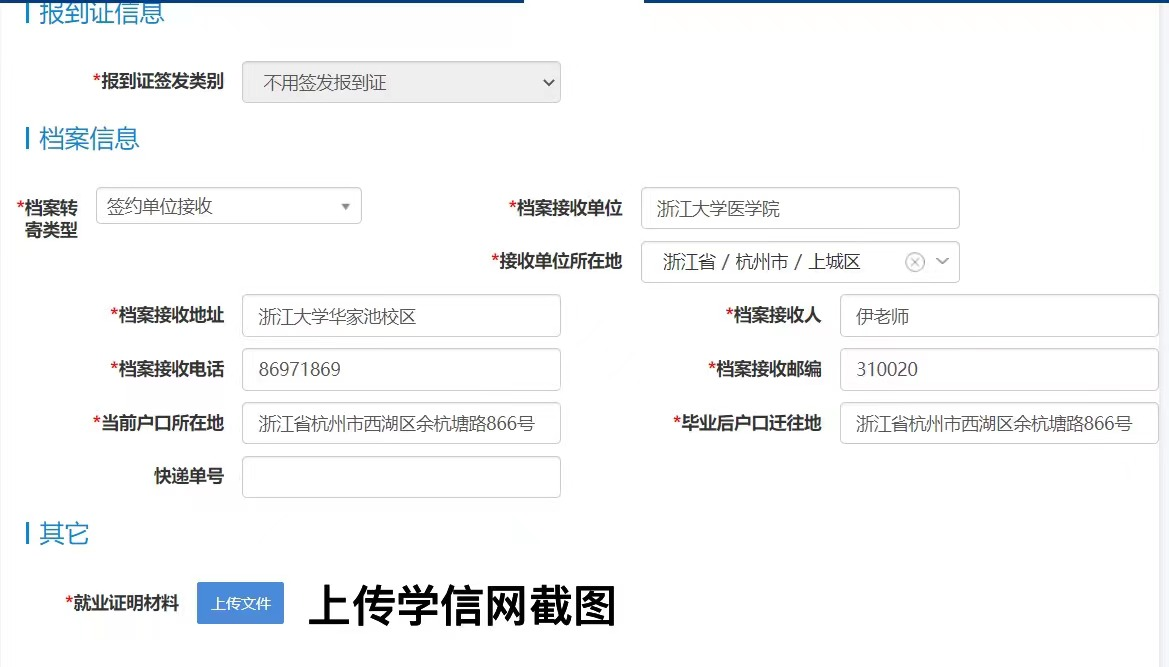 报到证信息
*报到证签发类别 不用签发报到证
档案信息
*档案转寄类型 签约单位接收 *档案接收单位 浙江大学医学院
*接收单位所在地 浙江省 / 杭州市 / 上城区
*档案接收地址 浙江大学华家池校区 *档案接收人 伊老师
*档案接收电话 86971869 *档案接收邮编 310020
*当前户口所在地 浙江省杭州市西湖区余杭塘路866号 *毕业后户口迁往地 浙江省杭州市西湖区余杭塘路866号
快递单号
其它
*就业证明材料 上传文件 上传学信网截图